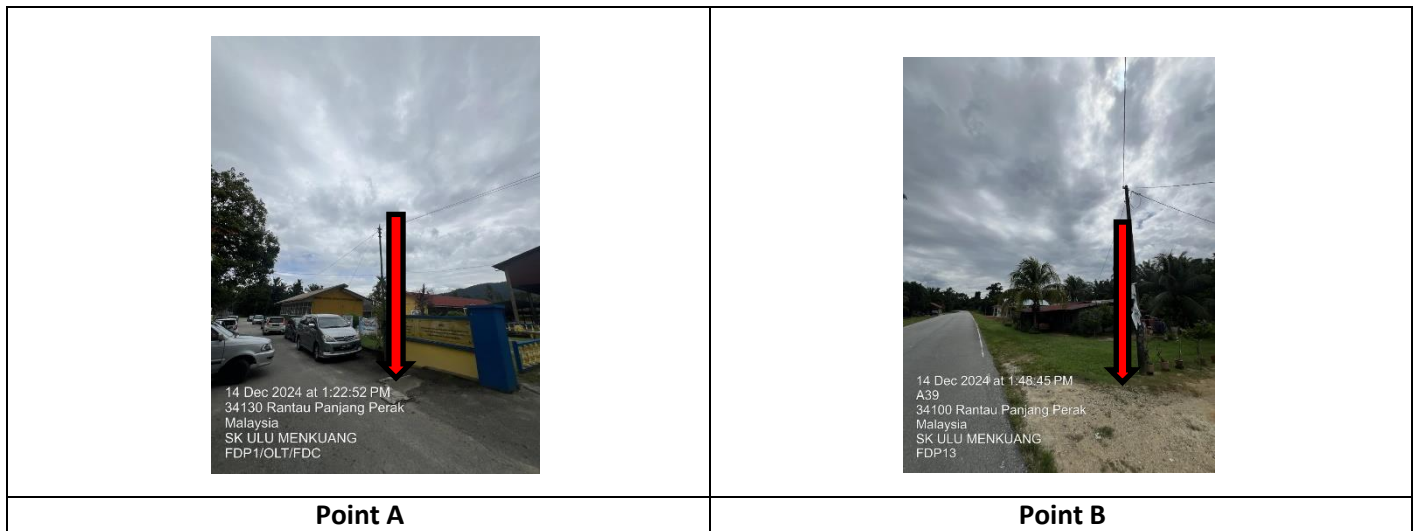 14 Dec 2024 at 1:22:52 PM
34130 Rantau Panjang Perak
Malaysia
SK ULU MENKUANG
FDP1/OLT/FDC
14 Dec 2024 at 1:48:45 PM
A39
34100 Rantau Panjang Perak
Malaysia
SK ULU MENKUANG
FDP13
Point A
Point B